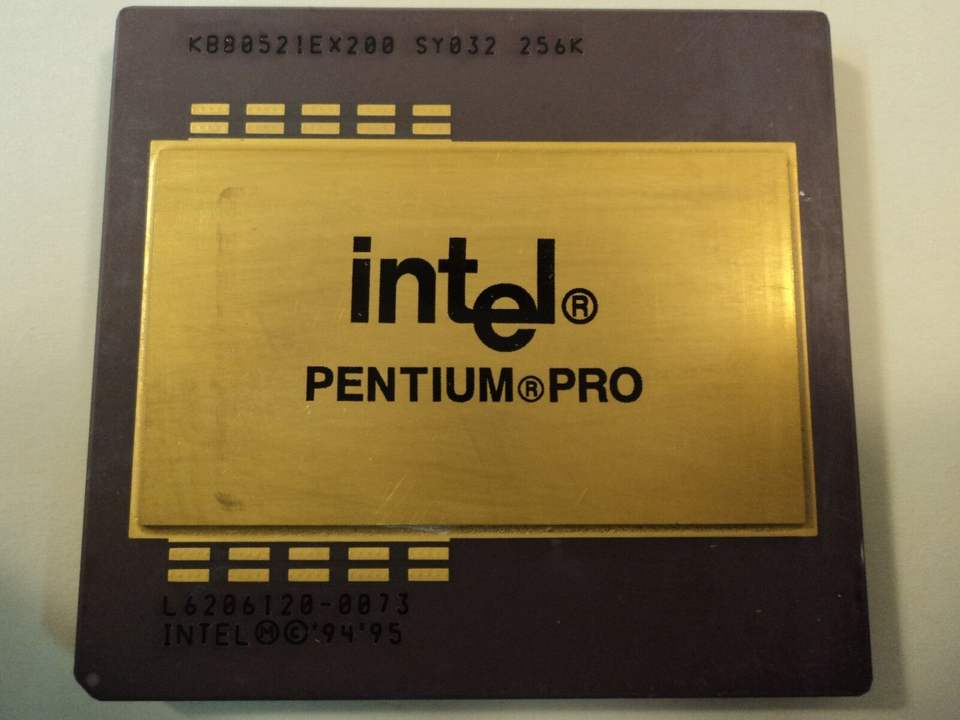 KB80521EX200 SY032 256K
intel®
PENTIUM®PRO
L6206120-0073
INTEL Ⓜ©'94'95